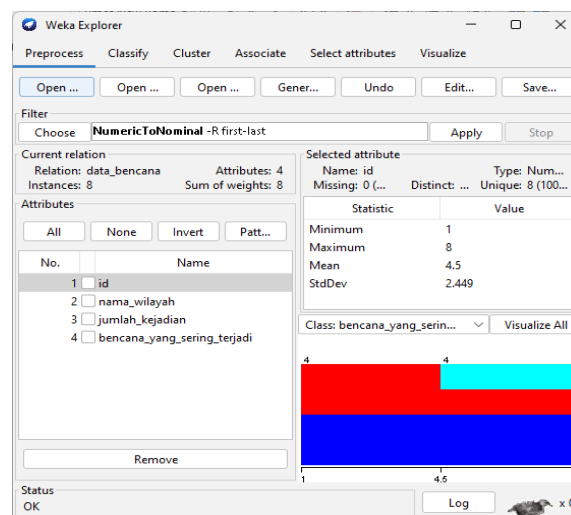 Weka Explorer
Preprocess Classify Cluster Associate Select attributes Visualize
Open ... Open ... Open ... Gener... Undo Edit... Save...
Filter
Choose NumericToNominal -R first-last Apply Stop
Current relation
Relation: data_bencana Attributes: 4
Instances: 8 Sum of weights: 8
Selected attribute
Name: id Type: Num...
Missing: 0 (... Distinct: ... Unique: 8 (100...
Attributes
All None Invert Patt...
No. Name
1 id
2 nama_wilayah
3 jumlah_kejadian
4 bencana_yang_sering_terjadi
Remove
Statistic Value
Minimum 1
Maximum 8
Mean 4.5
StdDev 2.449
Class: bencana_yang_serin... Visualize All
4 4
1 4.5
Status
OK
Log x